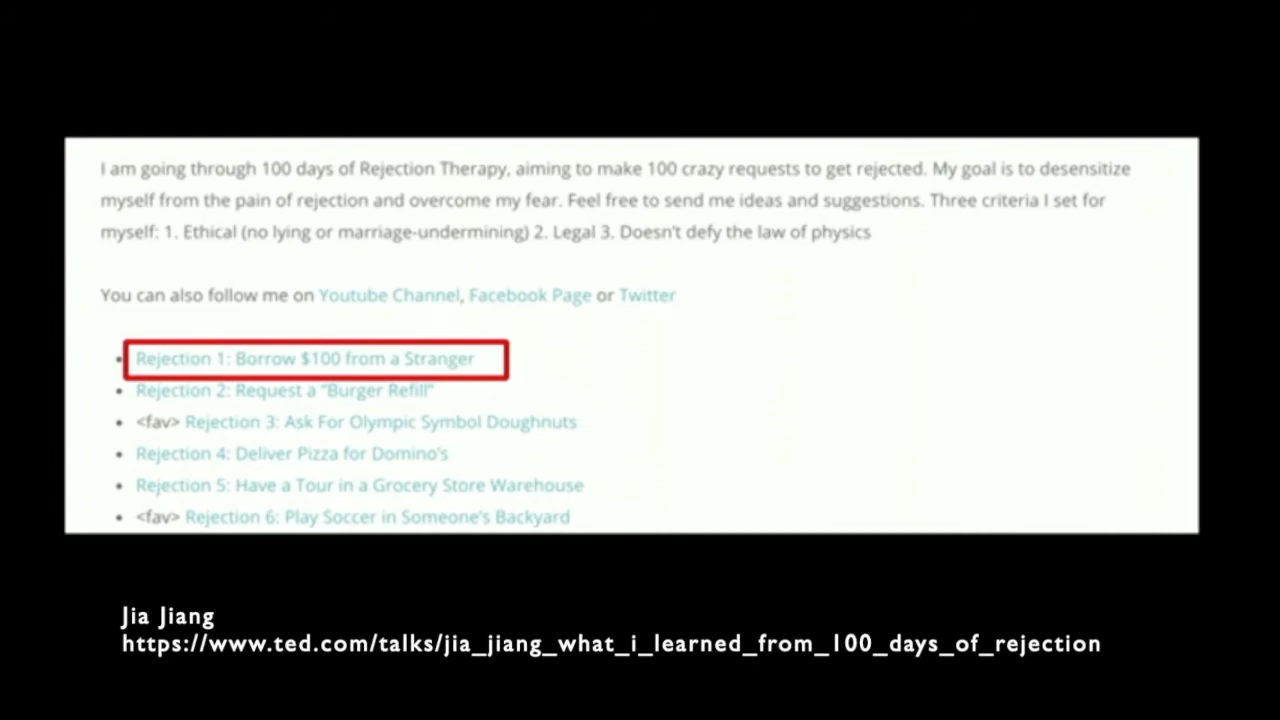 I am going through 100 days of Rejection Therapy, aiming to make 100 crazy requests to get rejected. My goal is to desensitize
myself from the pain of rejection and overcome my fear. Feel free to send me ideas and suggestions. Three criteria I set for
myself: 1. Ethical (no lying or marriage-undermining) 2. Legal 3. Doesn't defy the law of physics
You can also follow me on Youtube Channel, Facebook Page or Twitter
• Rejection 1: Borrow $100 from a Stranger
• Rejection 2: Request a "Burger Refill"
• <fav> Rejection 3: Ask For Olympic Symbol Doughnuts
• Rejection 4: Deliver Pizza for Domino's
• Rejection 5: Have a Tour in a Grocery Store Warehouse
• <fav> Rejection 6: Play Soccer in Someone's Backyard
Jia Jiang
https://www.ted.com/talks/jia_jiang_what_i_learned_from_100_days_of_rejection